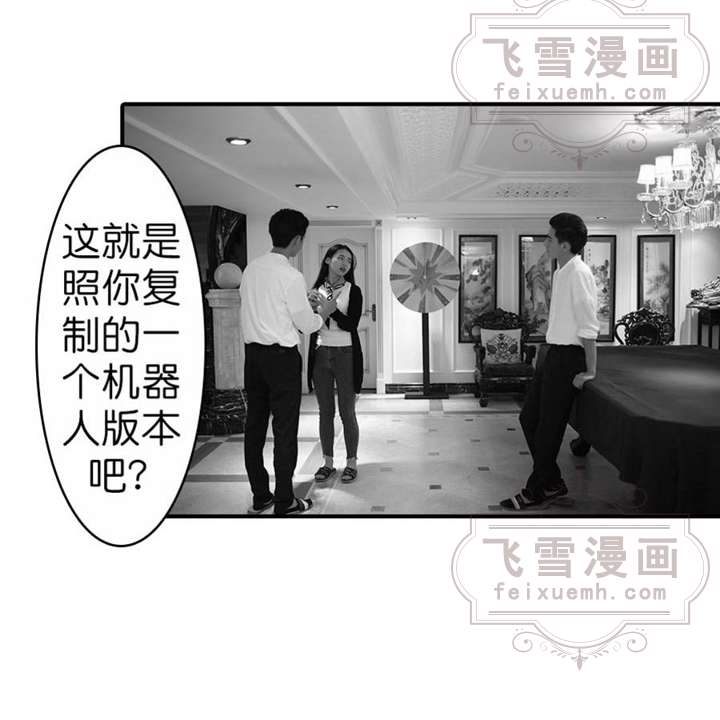 飞雪漫画
feixuemh.com
这就是
照你复
制的一
个机器
人版本
吧?
飞雪漫画
feixuemh.com